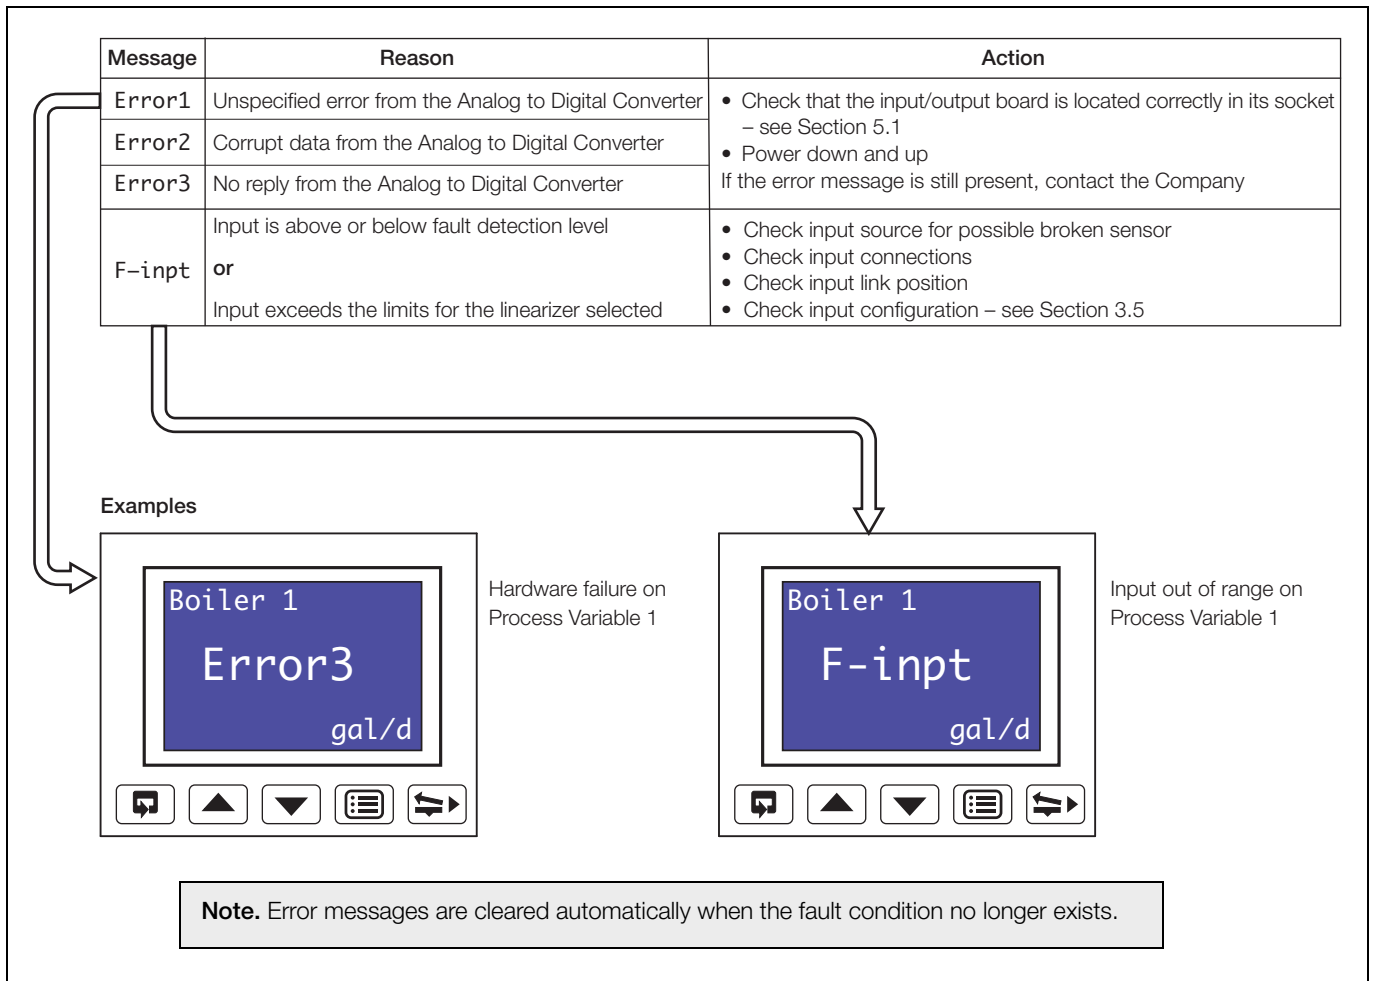 Message Reason Action
Error1 Unspecified error from the Analog to Digital Converter
Error2 Corrupt data from the Analog to Digital Converter
Error3 No reply from the Analog to Digital Converter
• Check that the input/output board is located correctly in its socket
– see Section 5.1
• Power down and up
If the error message is still present, contact the Company
F–inpt
Input is above or below fault detection level
or
Input exceeds the limits for the linearizer selected
• Check input source for possible broken sensor
• Check input connections
• Check input link position
• Check input configuration – see Section 3.5
Examples
Boiler 1
Error3
gal/d
Hardware failure on
Process Variable 1
Boiler 1
F-inpt
gal/d
Input out of range on
Process Variable 1
Note. Error messages are cleared automatically when the fault condition no longer exists.